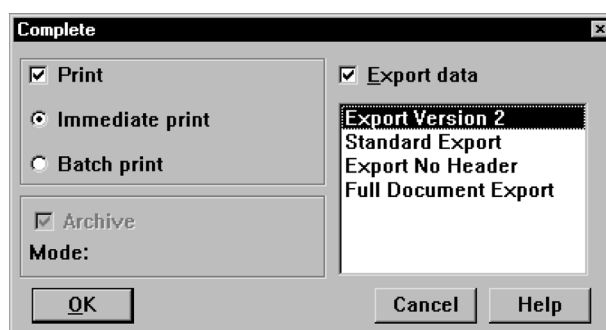 Complete
Print
Immediate print
Batch print
Archive
Mode:
Export data
Export Version 2
Standard Export
Export No Header
Full Document Export
OK
Cancel
Help